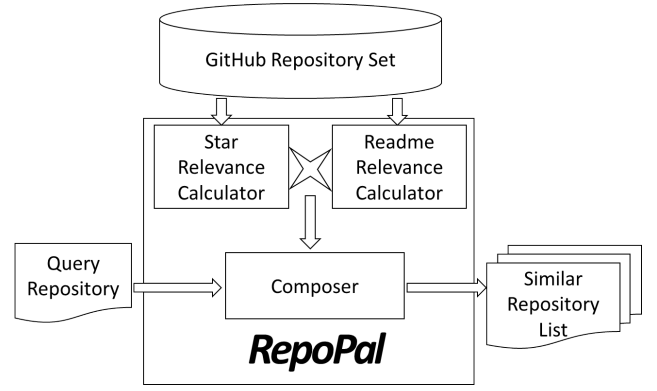 GitHub Repository Set
Star
Relevance
Calculator
Readme
Relevance
Calculator
Query
Repository
Composer
Similar
Repository
List
RepoPal